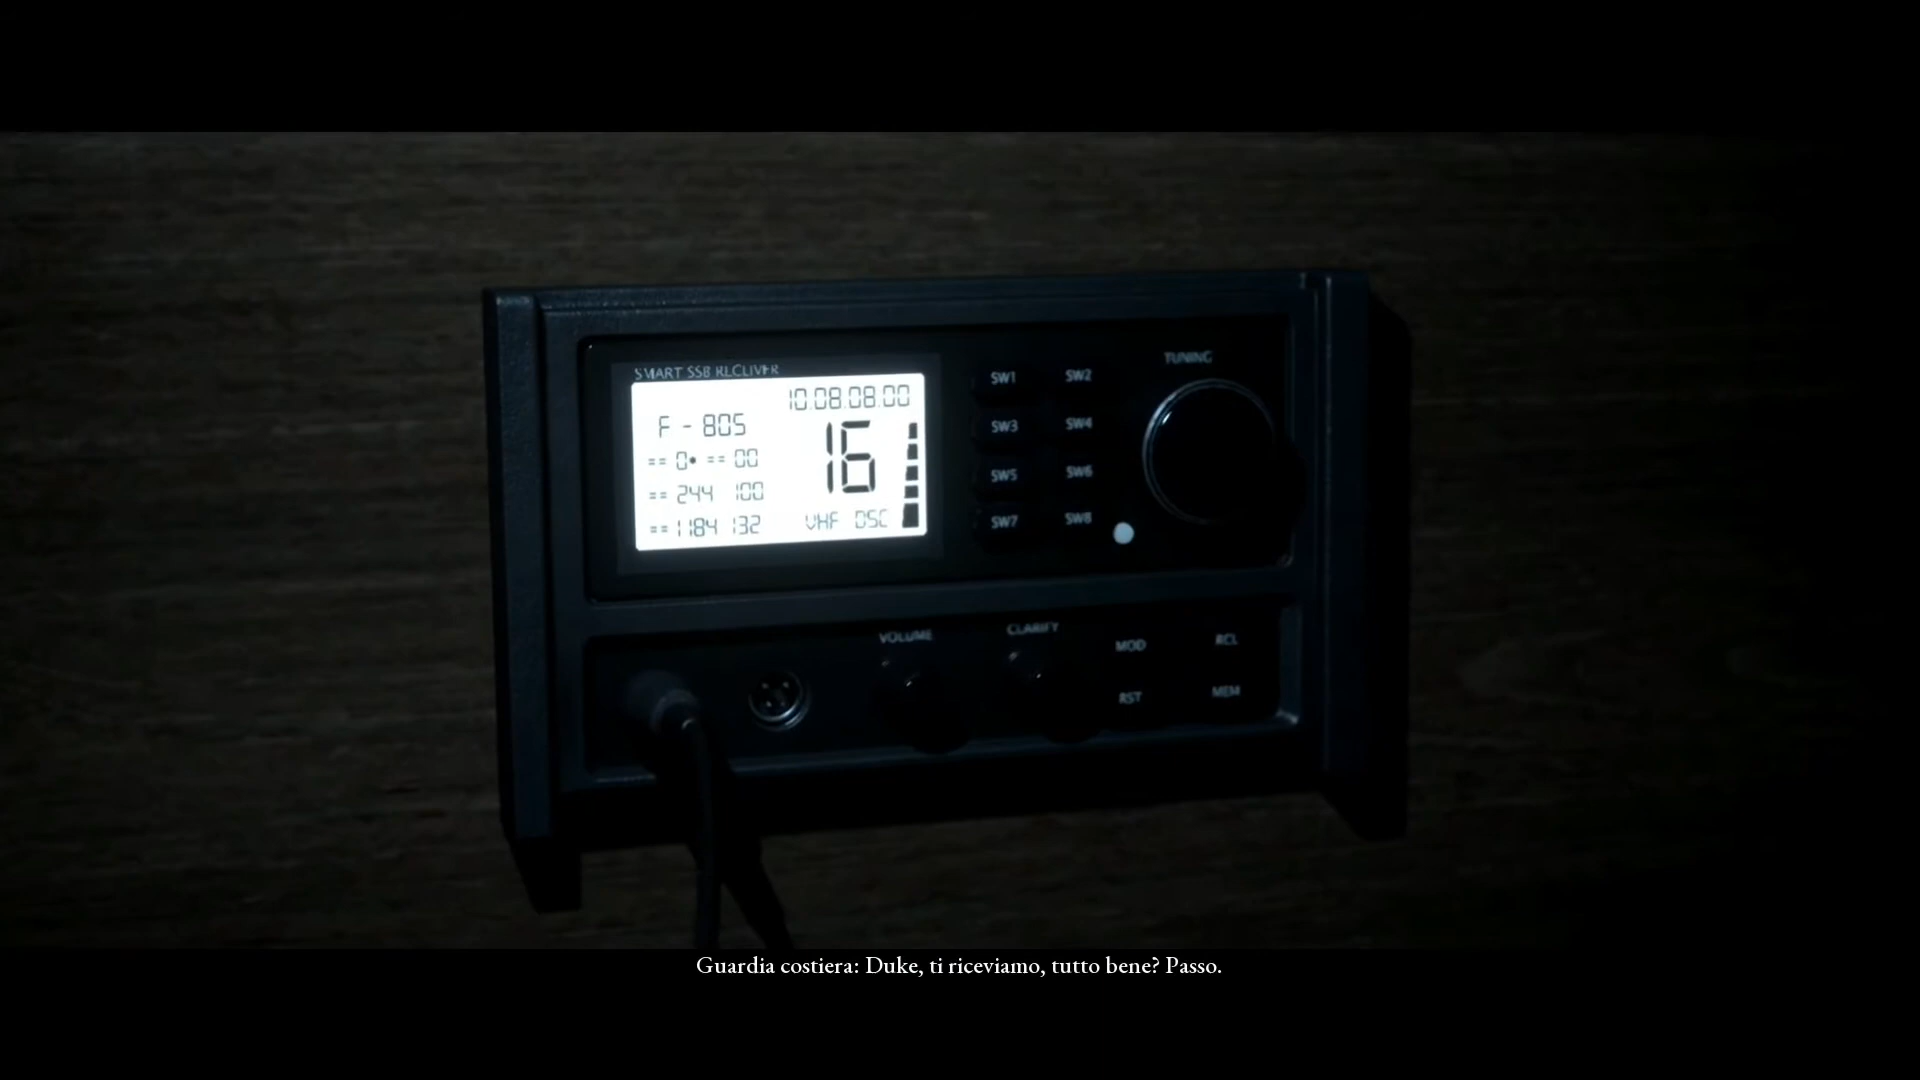 SMART SSB RECEIVER
10:08:08:00
F - 805
16
== 0• == 00
== 244 100
== 1184 132
VHF DSC
SW1 SW2
SW3 SW4
SW5 SW6
SW7 SW8
TUNING
VOLUME
CLARIFY
MOD
RCL
RST
MEM
Guardia costiera: Duke, ti riceviamo, tutto bene? Passo.